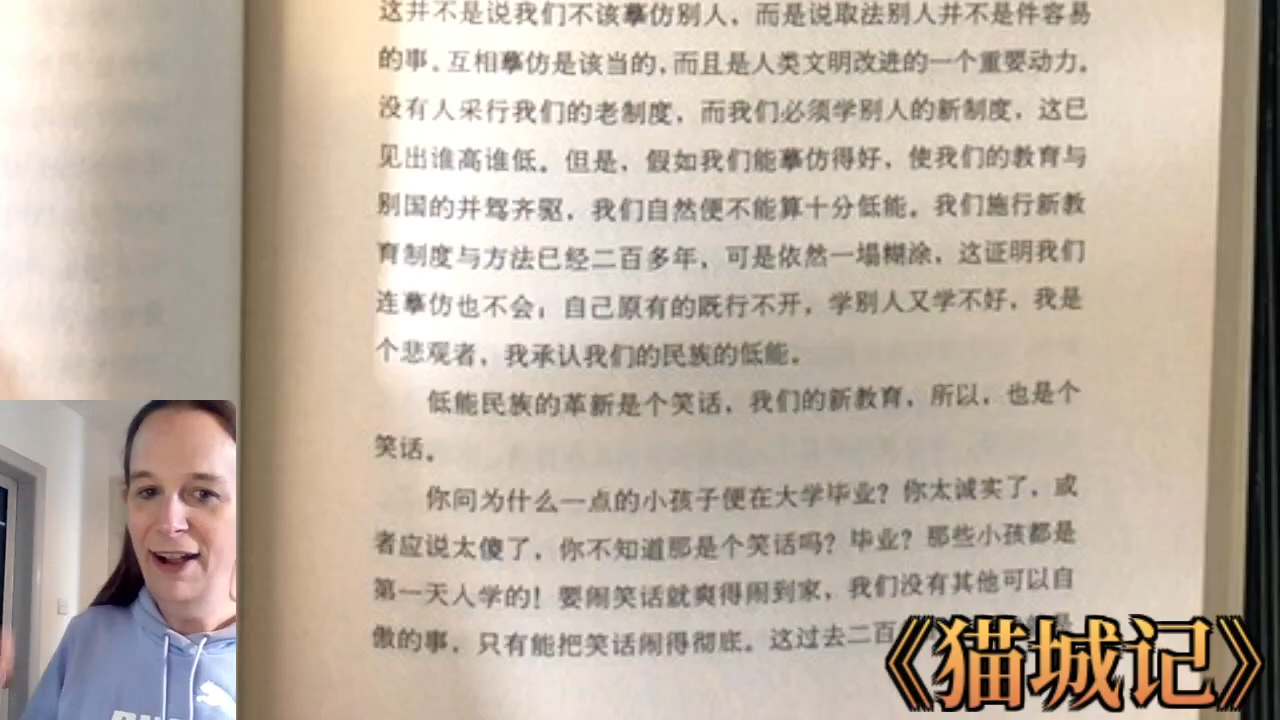 这并不是说我们不该摹仿别人，而是说取法别人并不是件容易
的事。互相摹仿是该当的，而且是人类文明改进的一个重要动力。
没有人采行我们的老制度，而我们必须学别人的新制度，这已
见出谁高谁低。但是，假如我们能摹仿得好，使我们的教育与
别国的并驾齐驱，我们自然便不能算十分低能。我们施行新教
育制度与方法已经二百多年，可是依然一塌糊涂，这证明我们
连摹仿也不会；自己原有的既行不开，学别人又学不好，我是
个悲观者，我承认我们的民族的低能。
低能民族的革新是个笑话，我们的新教育，所以，也是个
笑话。
你问为什么一点的小孩子便在大学毕业？你太诚实了，或
者应说太傻了，你不知道那是个笑话吗？毕业？那些小孩都是
第一天入学的！要闹笑话就爽得闹到家，我们没有其他可以自
傲的事，只有能把笑话闹得彻底。这过去二百
《猫城记》